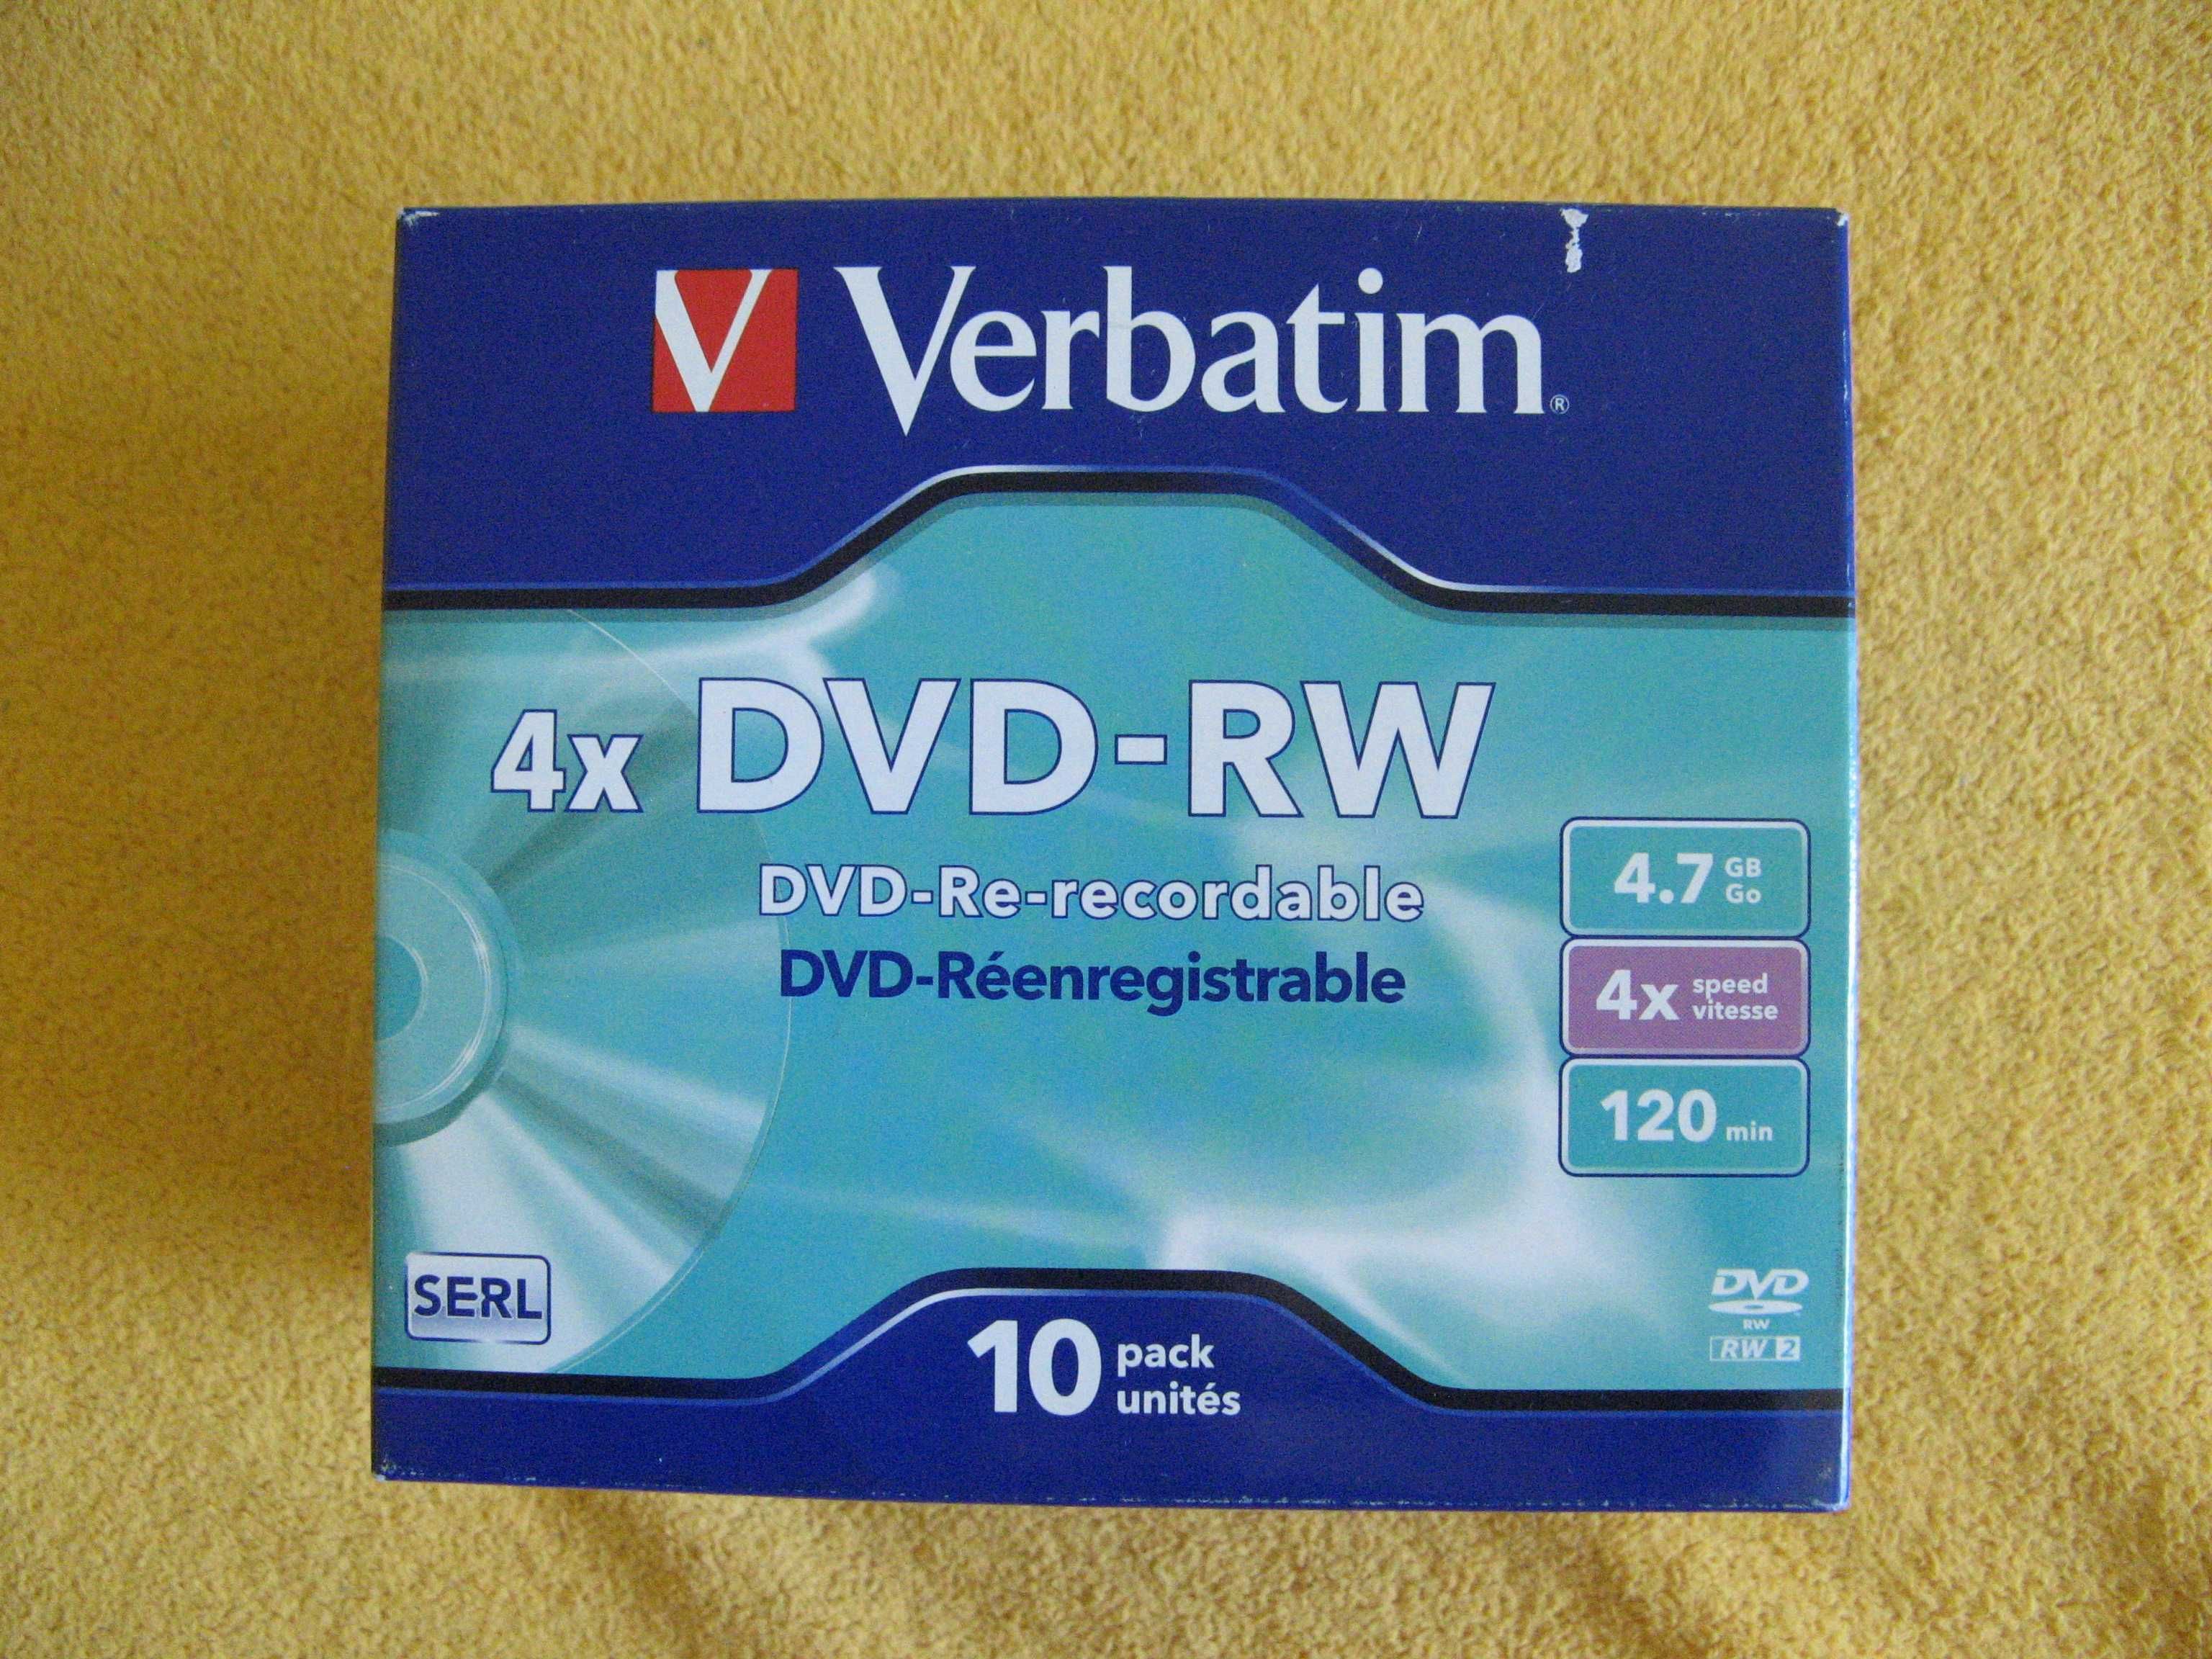 V Verbatim®
4x DVD-RW
DVD-Re-recordable
DVD-Réenregistrable
4.7 GB
Go
4x speed
vitesse
120 min
SERL
DVD
RW
RW 2
10 pack
unités